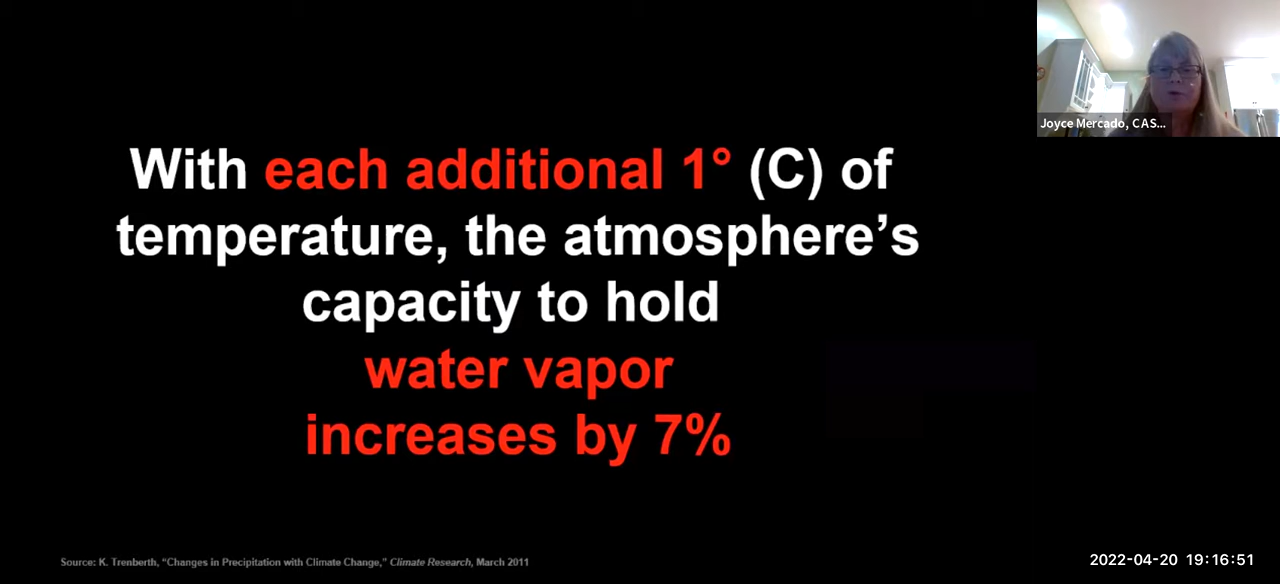 With each additional 1° (C) of
temperature, the atmosphere’s
capacity to hold
water vapor
increases by 7%
Joyce Mercado, CAS...
Source: K. Trenberth, “Changes in Precipitation with Climate Change,” Climate Research, March 2011
2022-04-20 19:16:51